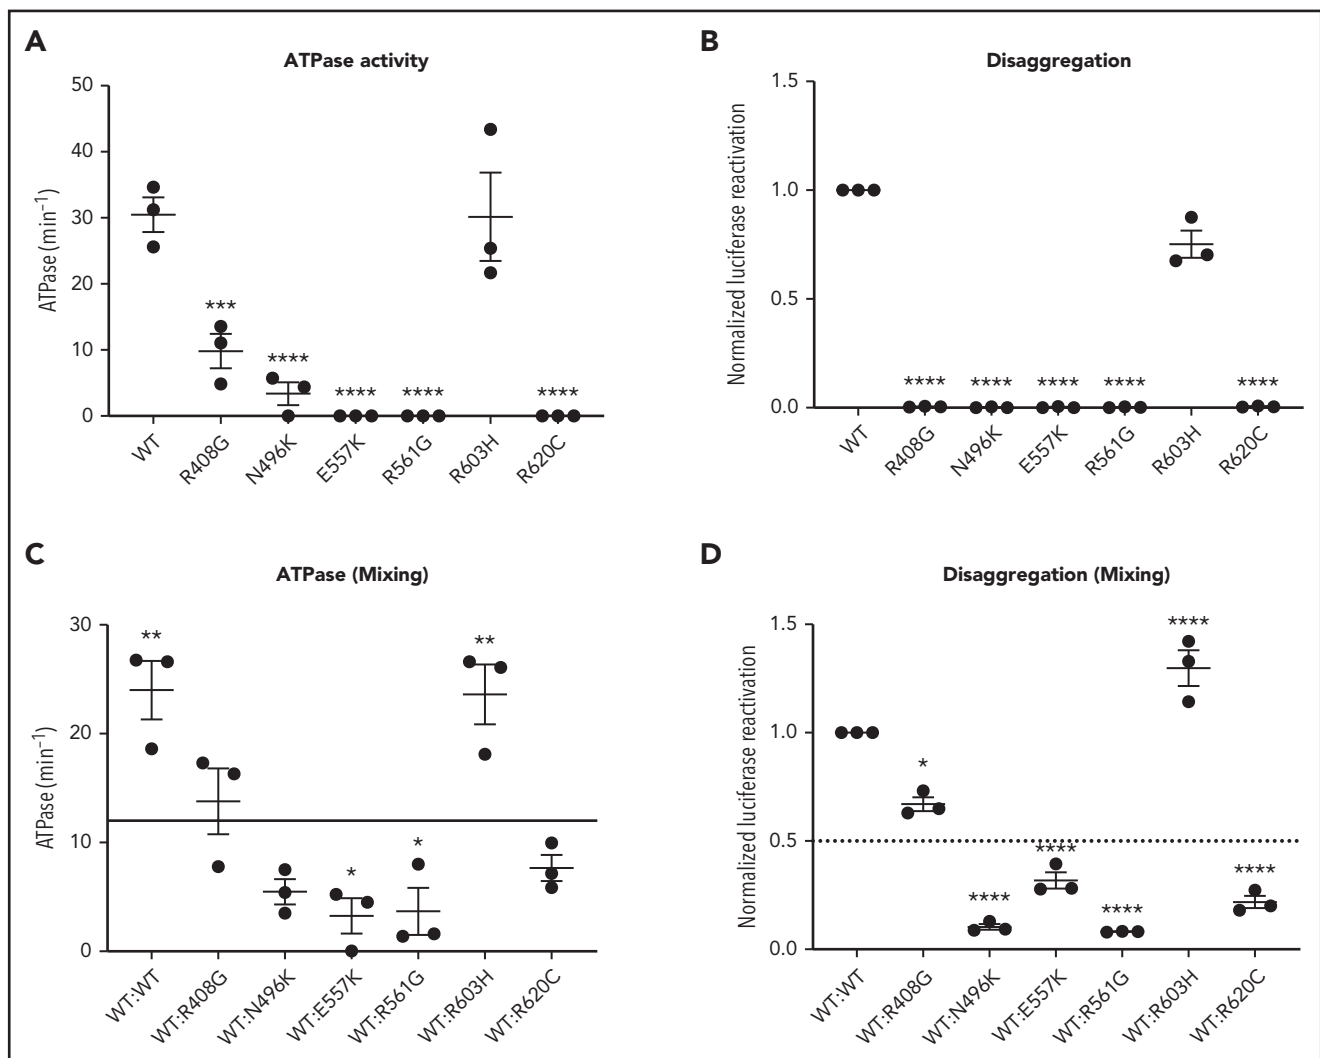 A
ATPase activity
ATPase (min⁻¹)
50
40
30
20
10
0
***
****
****
****
****
WT
R408G
N496K
E557K
R561G
R603H
R620C
B
Disaggregation
Normalized luciferase reactivation
1.5
1.0
0.5
0.0
****
****
****
****
****
WT
R408G
N496K
E557K
R561G
R603H
R620C
C
ATPase (Mixing)
ATPase (min⁻¹)
30
20
10
0
**
*
*
**
WT:WT
WT:R408G
WT:N496K
WT:E557K
WT:R561G
WT:R603H
WT:R620C
D
Disaggregation (Mixing)
Normalized luciferase reactivation
1.5
1.0
0.5
0.0
*
****
****
****
****
****
WT:WT
WT:R408G
WT:N496K
WT:E557K
WT:R561G
WT:R603H
WT:R620C